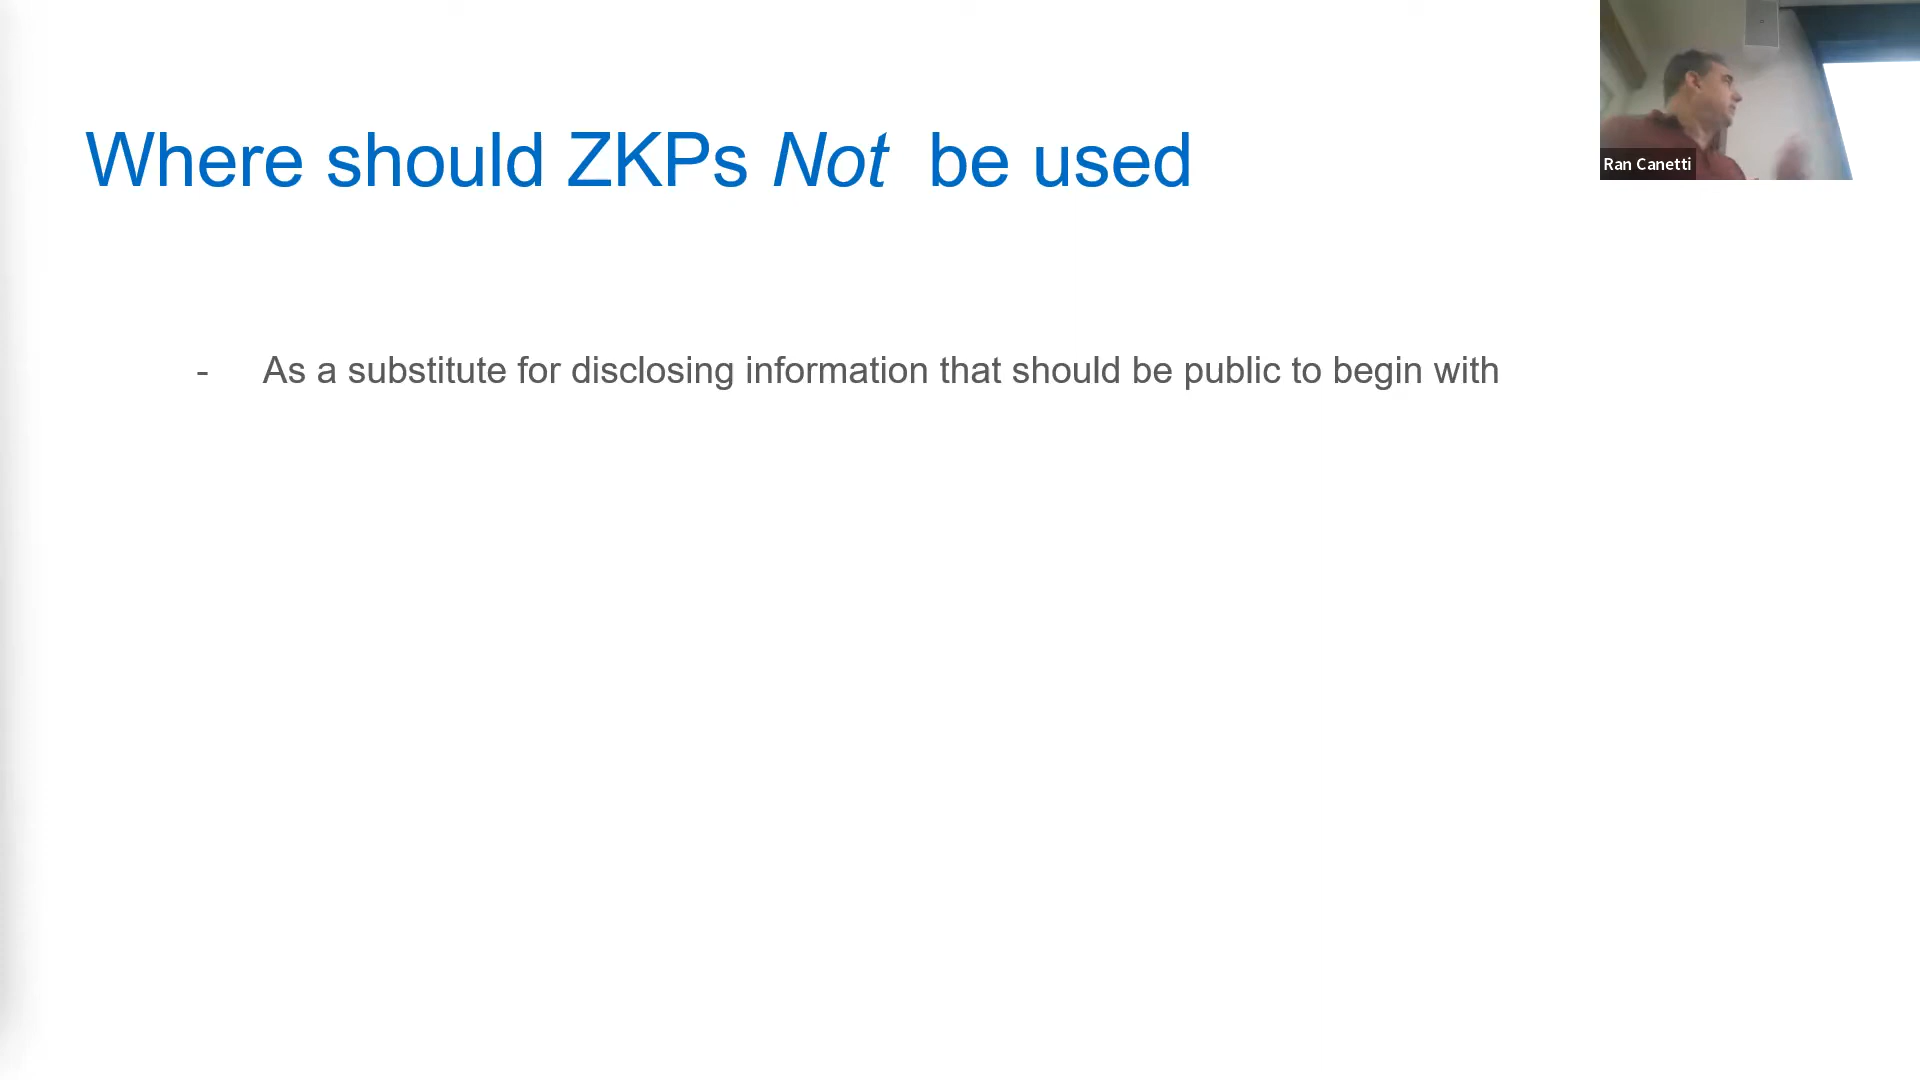 Where should ZKPs Not be used
Ran Canetti
- As a substitute for disclosing information that should be public to begin with